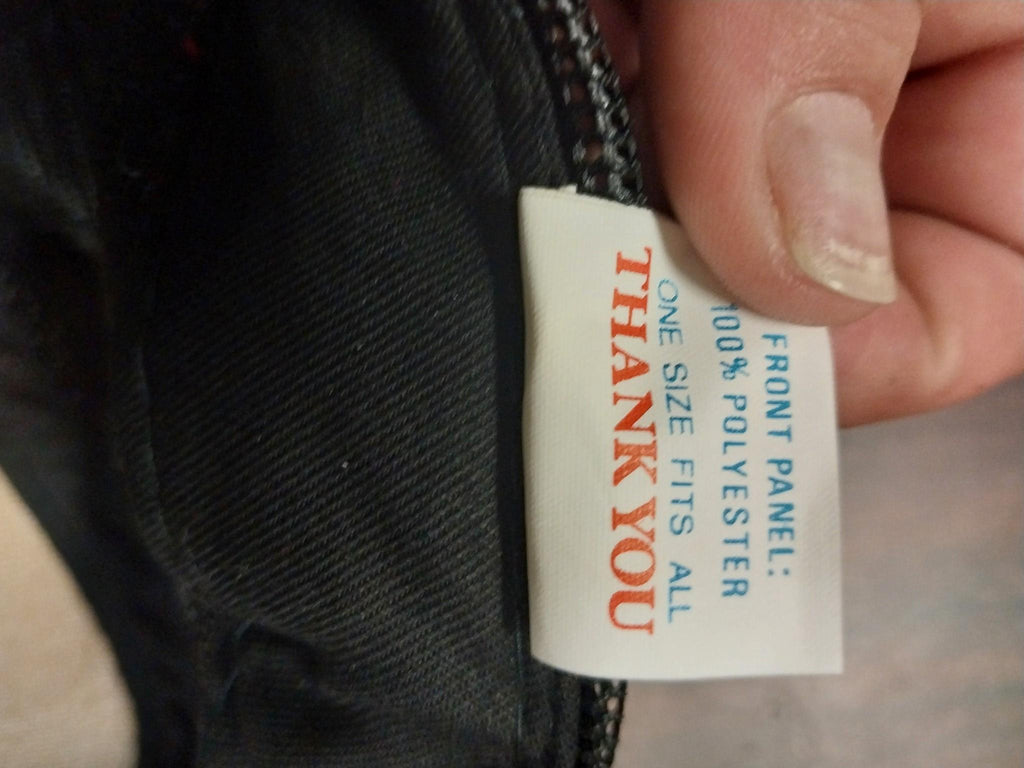 FRONT PANEL:
100% POLYESTER
ONE SIZE FITS ALL
THANK YOU